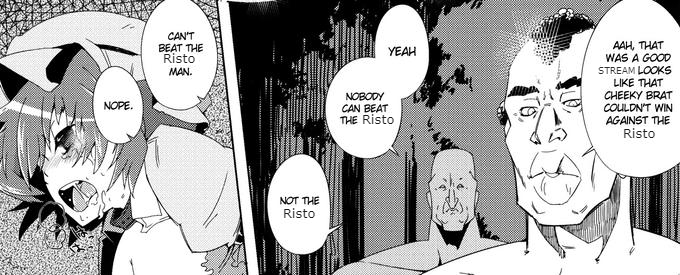 CAN'T
BEAT THE
Risto
MAN.
NOPE.
AAH, THAT
WAS A GOOD
STREAM LOOKS
LIKE THAT
CHEEKY BRAT
COULDN'T WIN
AGAINST THE
Risto
YEAH
NOBODY
CAN BEAT
THE Risto
NOT THE
Risto